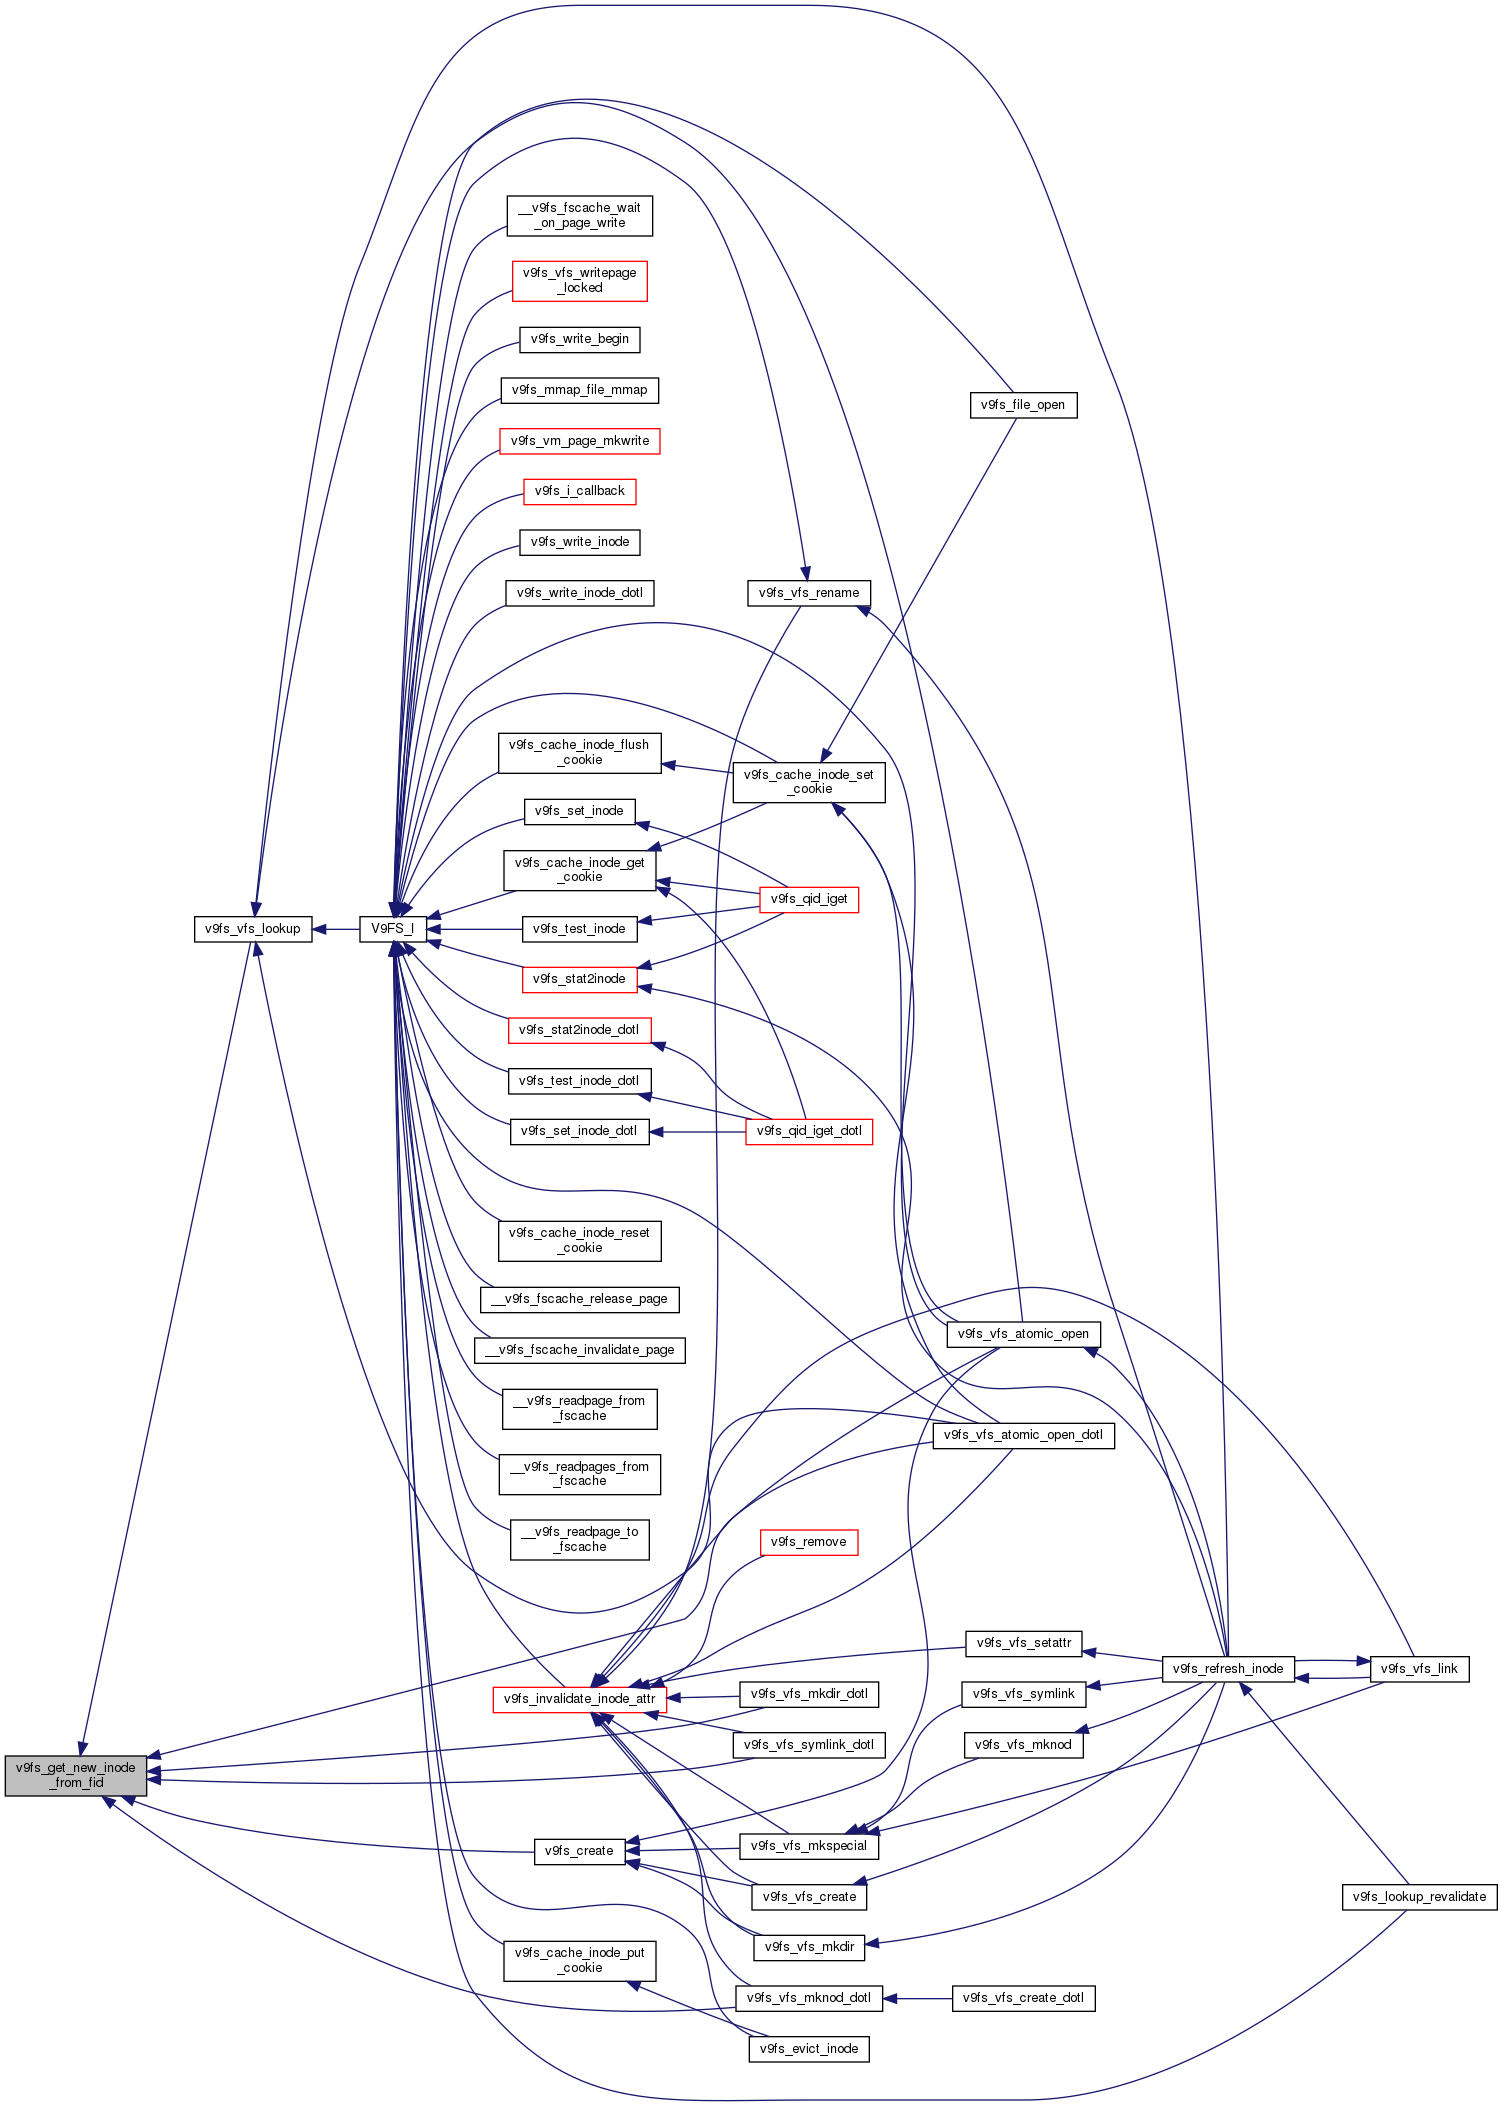 __v9fs_fscache_wait
_on_page_write
v9fs_vfs_writepage
_locked
v9fs_write_begin
v9fs_mmap_file_mmap
v9fs_file_open
v9fs_vm_page_mkwrite
v9fs_i_callback
v9fs_write_inode
v9fs_write_inode_dotl
v9fs_vfs_rename
v9fs_cache_inode_flush
_cookie
v9fs_cache_inode_set
_cookie
v9fs_set_inode
v9fs_cache_inode_get
_cookie
v9fs_qid_iget
v9fs_vfs_lookup
V9FS_I
v9fs_test_inode
v9fs_stat2inode
v9fs_stat2inode_dotl
v9fs_test_inode_dotl
v9fs_set_inode_dotl
v9fs_qid_iget_dotl
v9fs_cache_inode_reset
_cookie
__v9fs_fscache_release_page
v9fs_vfs_atomic_open
__v9fs_fscache_invalidate_page
__v9fs_readpage_from
_fscache
v9fs_vfs_atomic_open_dotl
__v9fs_readpages_from
_fscache
__v9fs_readpage_to
_fscache
v9fs_remove
v9fs_vfs_setattr
v9fs_refresh_inode
v9fs_vfs_link
v9fs_invalidate_inode_attr
v9fs_vfs_mkdir_dotl
v9fs_vfs_symlink
v9fs_vfs_symlink_dotl
v9fs_vfs_mknod
v9fs_get_new_inode
_from_fid
v9fs_create
v9fs_vfs_mkspecial
v9fs_vfs_create
v9fs_lookup_revalidate
v9fs_vfs_mkdir
v9fs_cache_inode_put
_cookie
v9fs_vfs_mknod_dotl
v9fs_vfs_create_dotl
v9fs_evict_inode